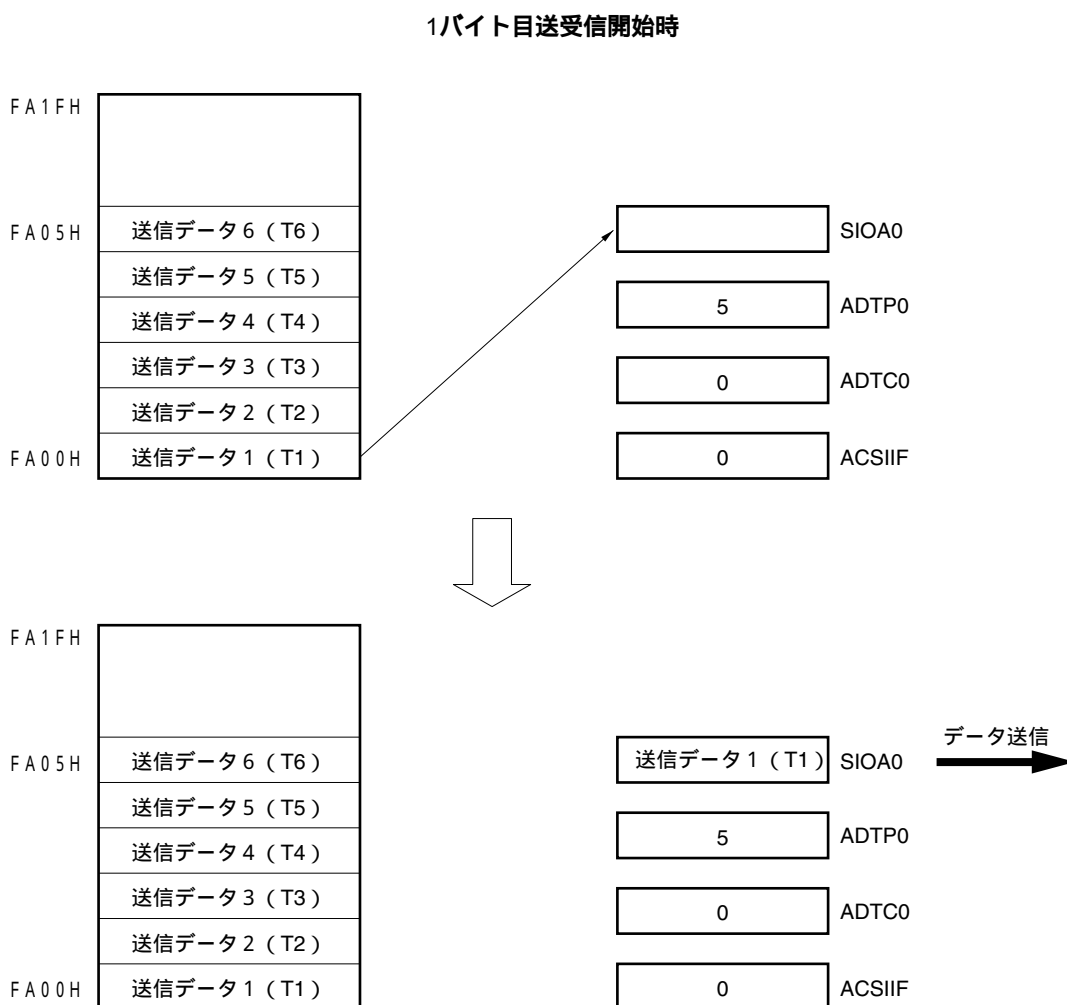 1バイト目送受信開始時
FA1FH
FA05H 送信データ6（T6） SIOA0
送信データ5（T5）
送信データ4（T4） 5 ADTP0
送信データ3（T3） 0 ADTC0
送信データ2（T2）
FA00H 送信データ1（T1） 0 ACSIIF
FA1FH
データ送信
FA05H 送信データ6（T6） 送信データ1（T1） SIOA0
送信データ5（T5）
送信データ4（T4） 5 ADTP0
送信データ3（T3） 0 ADTC0
送信データ2（T2）
FA00H 送信データ1（T1） 0 ACSIIF